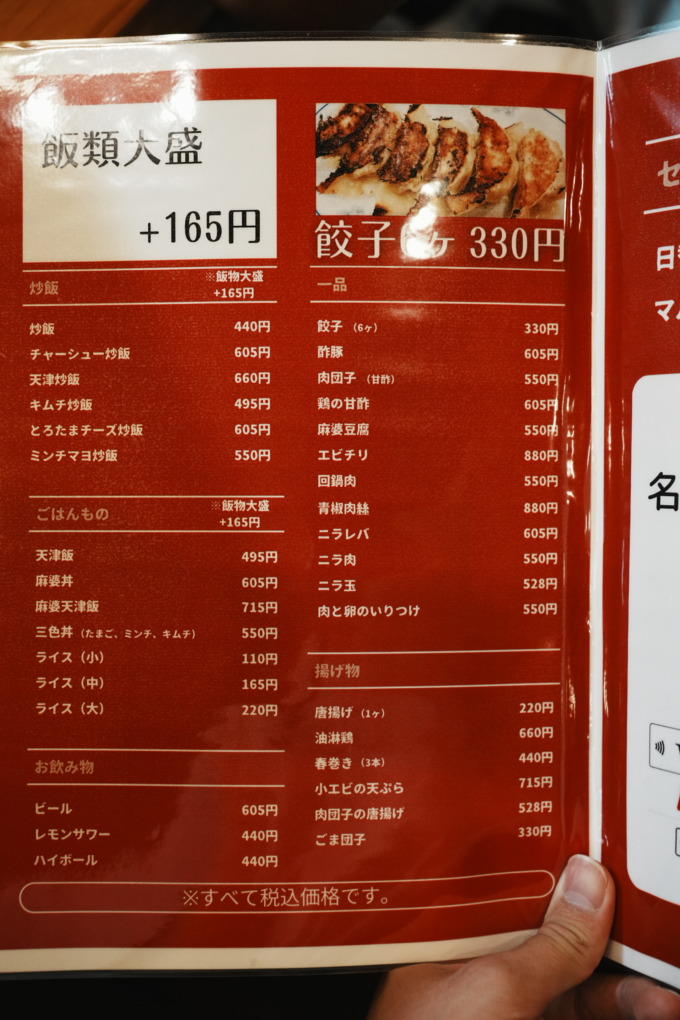 飯類大盛
+165円
炒飯 ※飯物大盛
+165円
炒飯 440円
チャーシュー炒飯 605円
天津炒飯 660円
キムチ炒飯 495円
とろたまチーズ炒飯 605円
ミンチマヨ炒飯 550円
ごはんもの ※飯物大盛
+165円
天津飯 495円
麻婆丼 605円
麻婆天津飯 715円
三色丼（たまご、ミンチ、キムチ） 550円
ライス（小） 110円
ライス（中） 165円
ライス（大） 220円
お飲み物
ビール 605円
レモンサワー 440円
ハイボール 440円
餃子6ヶ 330円
一品
餃子（6ヶ） 330円
酢豚 605円
肉団子（甘酢） 550円
鶏の甘酢 605円
麻婆豆腐 550円
エビチリ 880円
回鍋肉 550円
青椒肉絲 880円
ニラレバ 605円
ニラ肉 550円
ニラ玉 528円
肉と卵のいりつけ 550円
揚げ物
唐揚げ（1ヶ） 220円
油淋鶏 660円
春巻き（3本） 440円
小エビの天ぷら 715円
肉団子の唐揚げ 528円
ごま団子 330円
※すべて税込価格です。
セ
日
マ
名